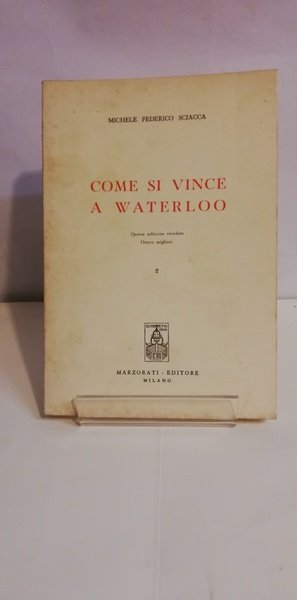 MICHELE FEDERICO SCIACCA
COME SI VINCE
A WATERLOO
Quarta edizione riveduta
Ottavo migliaio
2
MARZORATI - EDITORE
MILANO